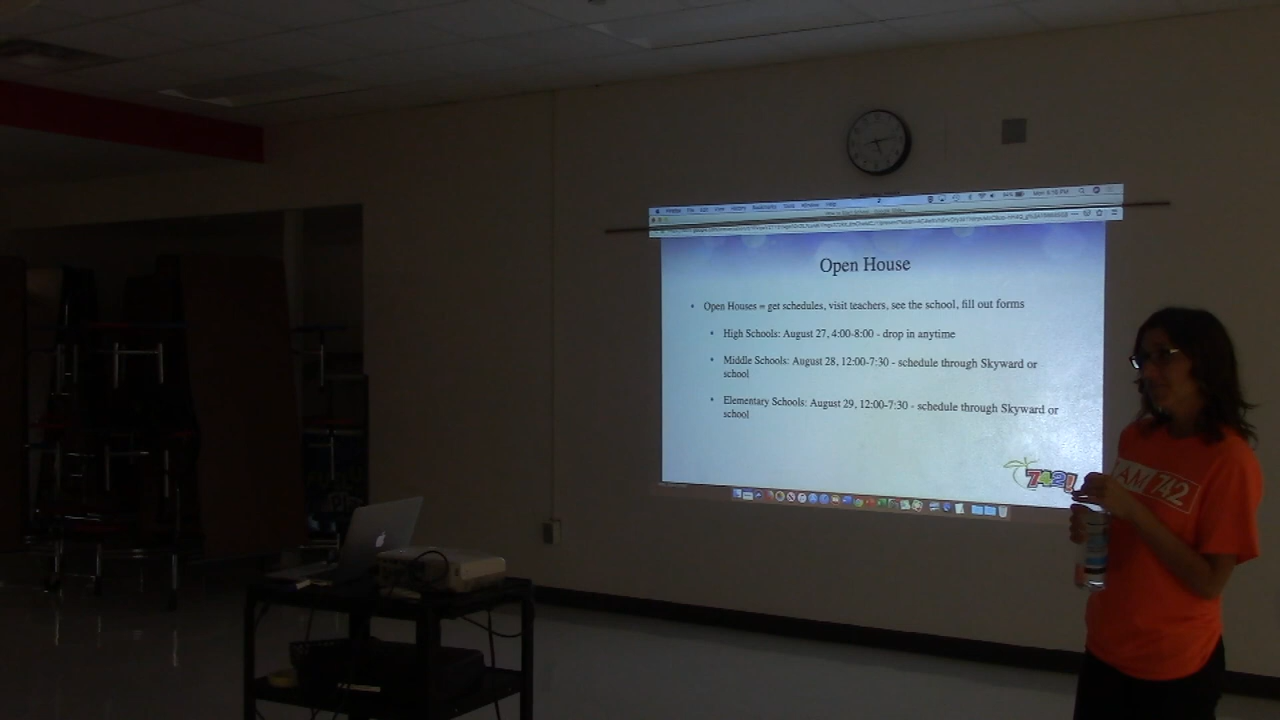 Open House
• Open Houses = get schedules, visit teachers, see the school, fill out forms
• High Schools: August 27, 4:00-8:00 - drop in anytime
• Middle Schools: August 28, 12:00-7:30 - schedule through Skyward or
school
• Elementary Schools: August 29, 12:00-7:30 - schedule through Skyward or
school
742!
AM 742